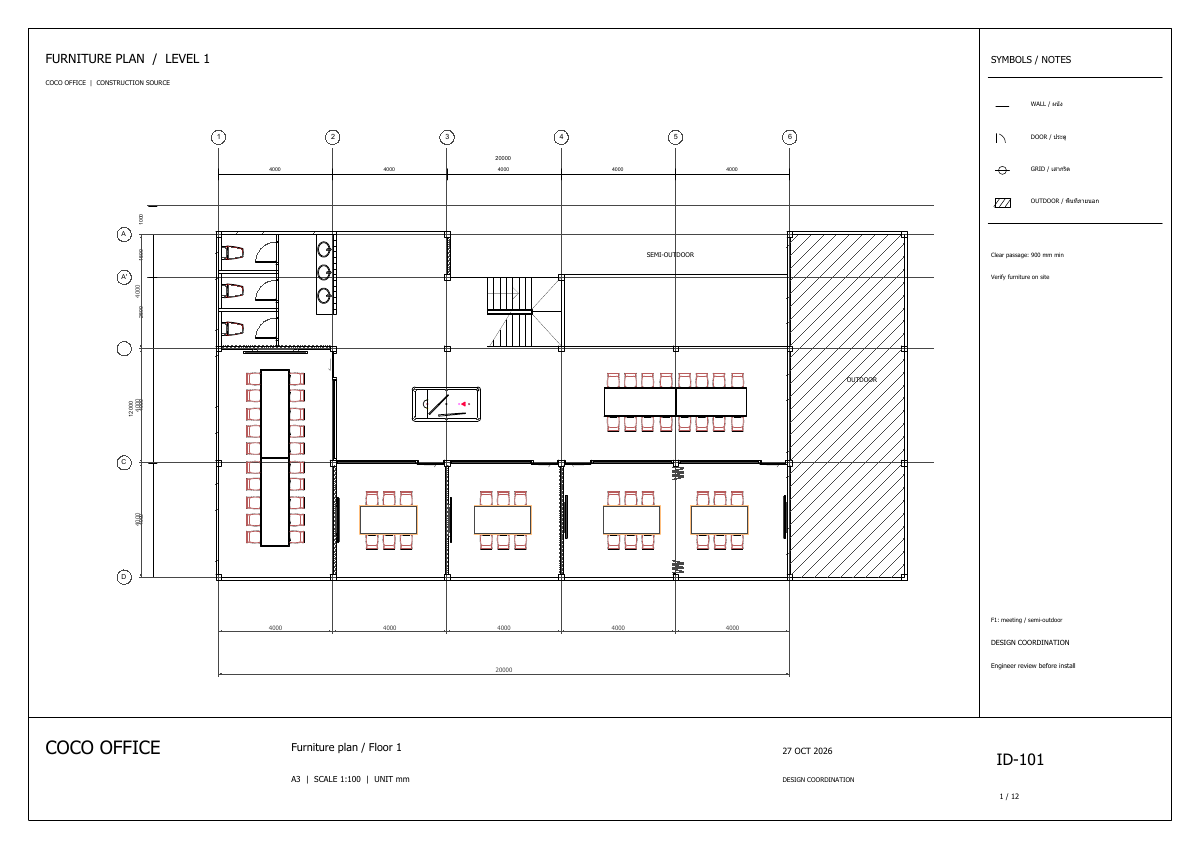 FURNITURE PLAN / LEVEL 1
COCO OFFICE | CONSTRUCTION SOURCE
SYMBOLS / NOTES
WALL / ผนัง
DOOR / ประตู
GRID / เสากริด
OUTDOOR / พื้นที่ภายนอก
Clear passage: 900 mm min
Verify furniture on site
1 2 3 4 5 6
20000
4000 4000 4000 4000 4000
1000
A
SEMI-OUTDOOR
A'
4000
OUTDOOR
12000
C
D
4000 4000 4000 4000 4000
20000
F1: meeting / semi-outdoor
DESIGN COORDINATION
Engineer review before install
COCO OFFICE
Furniture plan / Floor 1
A3 | SCALE 1:100 | UNIT mm
27 OCT 2026
DESIGN COORDINATION
ID-101
1 / 12